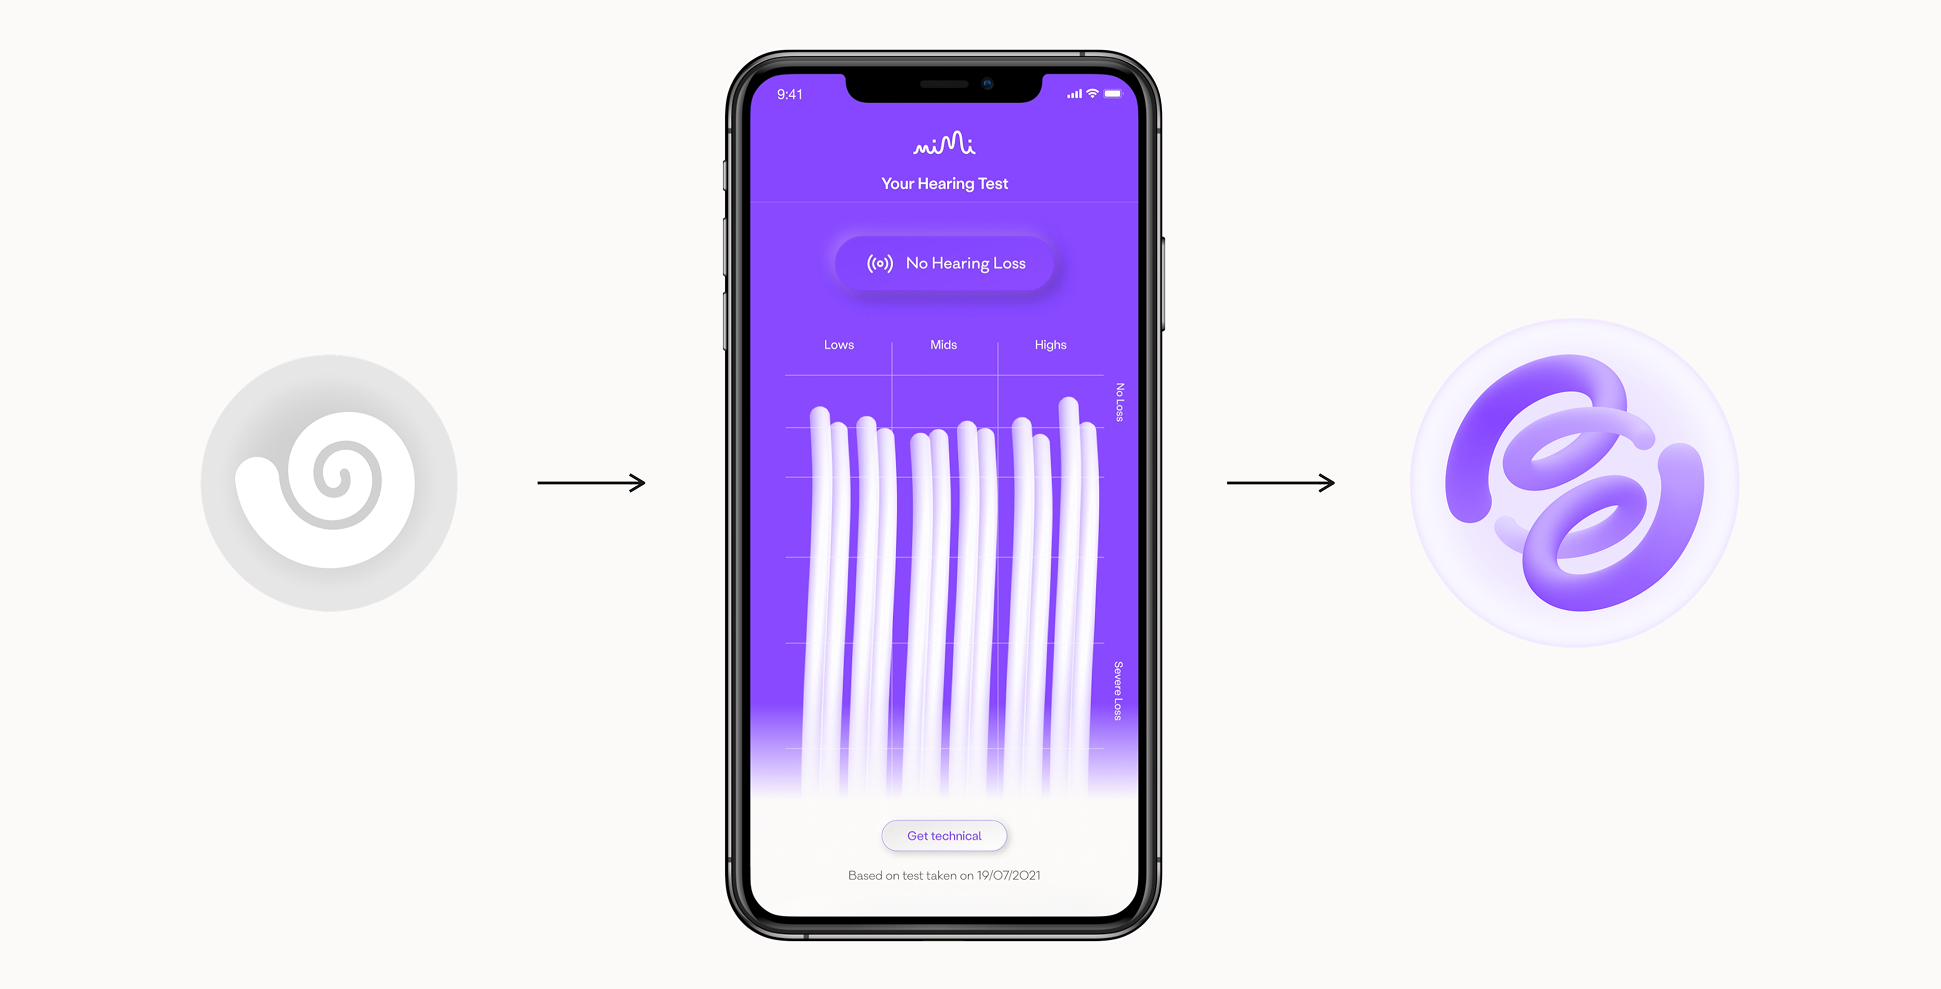 9:41
miMi
Your Hearing Test
No Hearing Loss
Lows Mids Highs
No Loss
Severe Loss
Get technical
Based on test taken on 19/07/2021